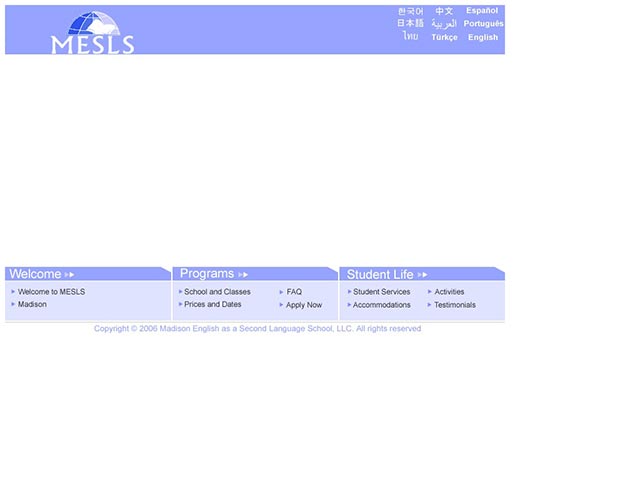 MESLS
한국어 中文 Español
日本語 العربية Português
ไทย Türkçe English
Welcome
Welcome to MESLS
Madison
Programs
School and Classes FAQ
Prices and Dates Apply Now
Student Life
Student Services Activities
Accommodations Testimonials
Copyright © 2006 Madison English as a Second Language School, LLC. All rights reserved